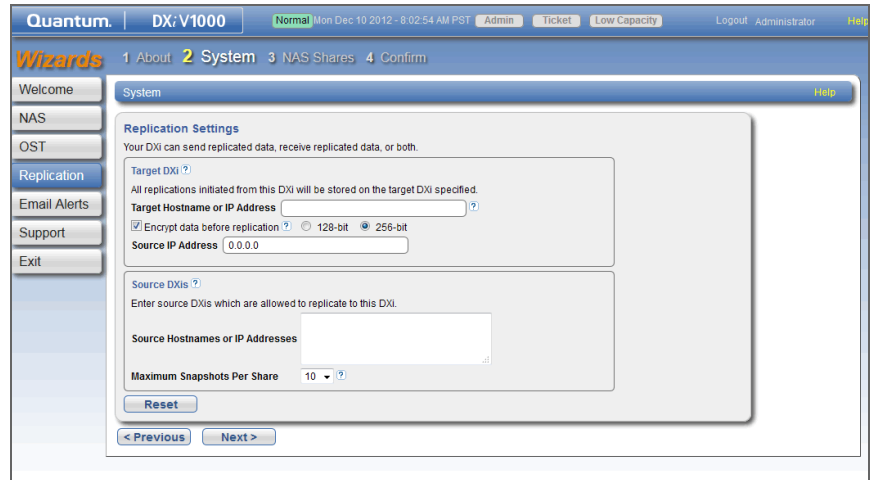 Quantum. DXi V1000 Normal Mon Dec 10 2012 - 8:02:54 AM PST Admin Ticket Low Capacity Logout Administrator Help
Wizards 1 About 2 System 3 NAS Shares 4 Confirm
Welcome
NAS
OST
Replication
Email Alerts
Support
Exit
System Help
Replication Settings
Your DXi can send replicated data, receive replicated data, or both.
Target DXi ?
All replications initiated from this DXi will be stored on the target DXi specified.
Target Hostname or IP Address ?
Encrypt data before replication ? 128-bit 256-bit
Source IP Address 0.0.0.0
Source DXis ?
Enter source DXis which are allowed to replicate to this DXi.
Source Hostnames or IP Addresses
Maximum Snapshots Per Share 10 ?
Reset
< Previous Next >